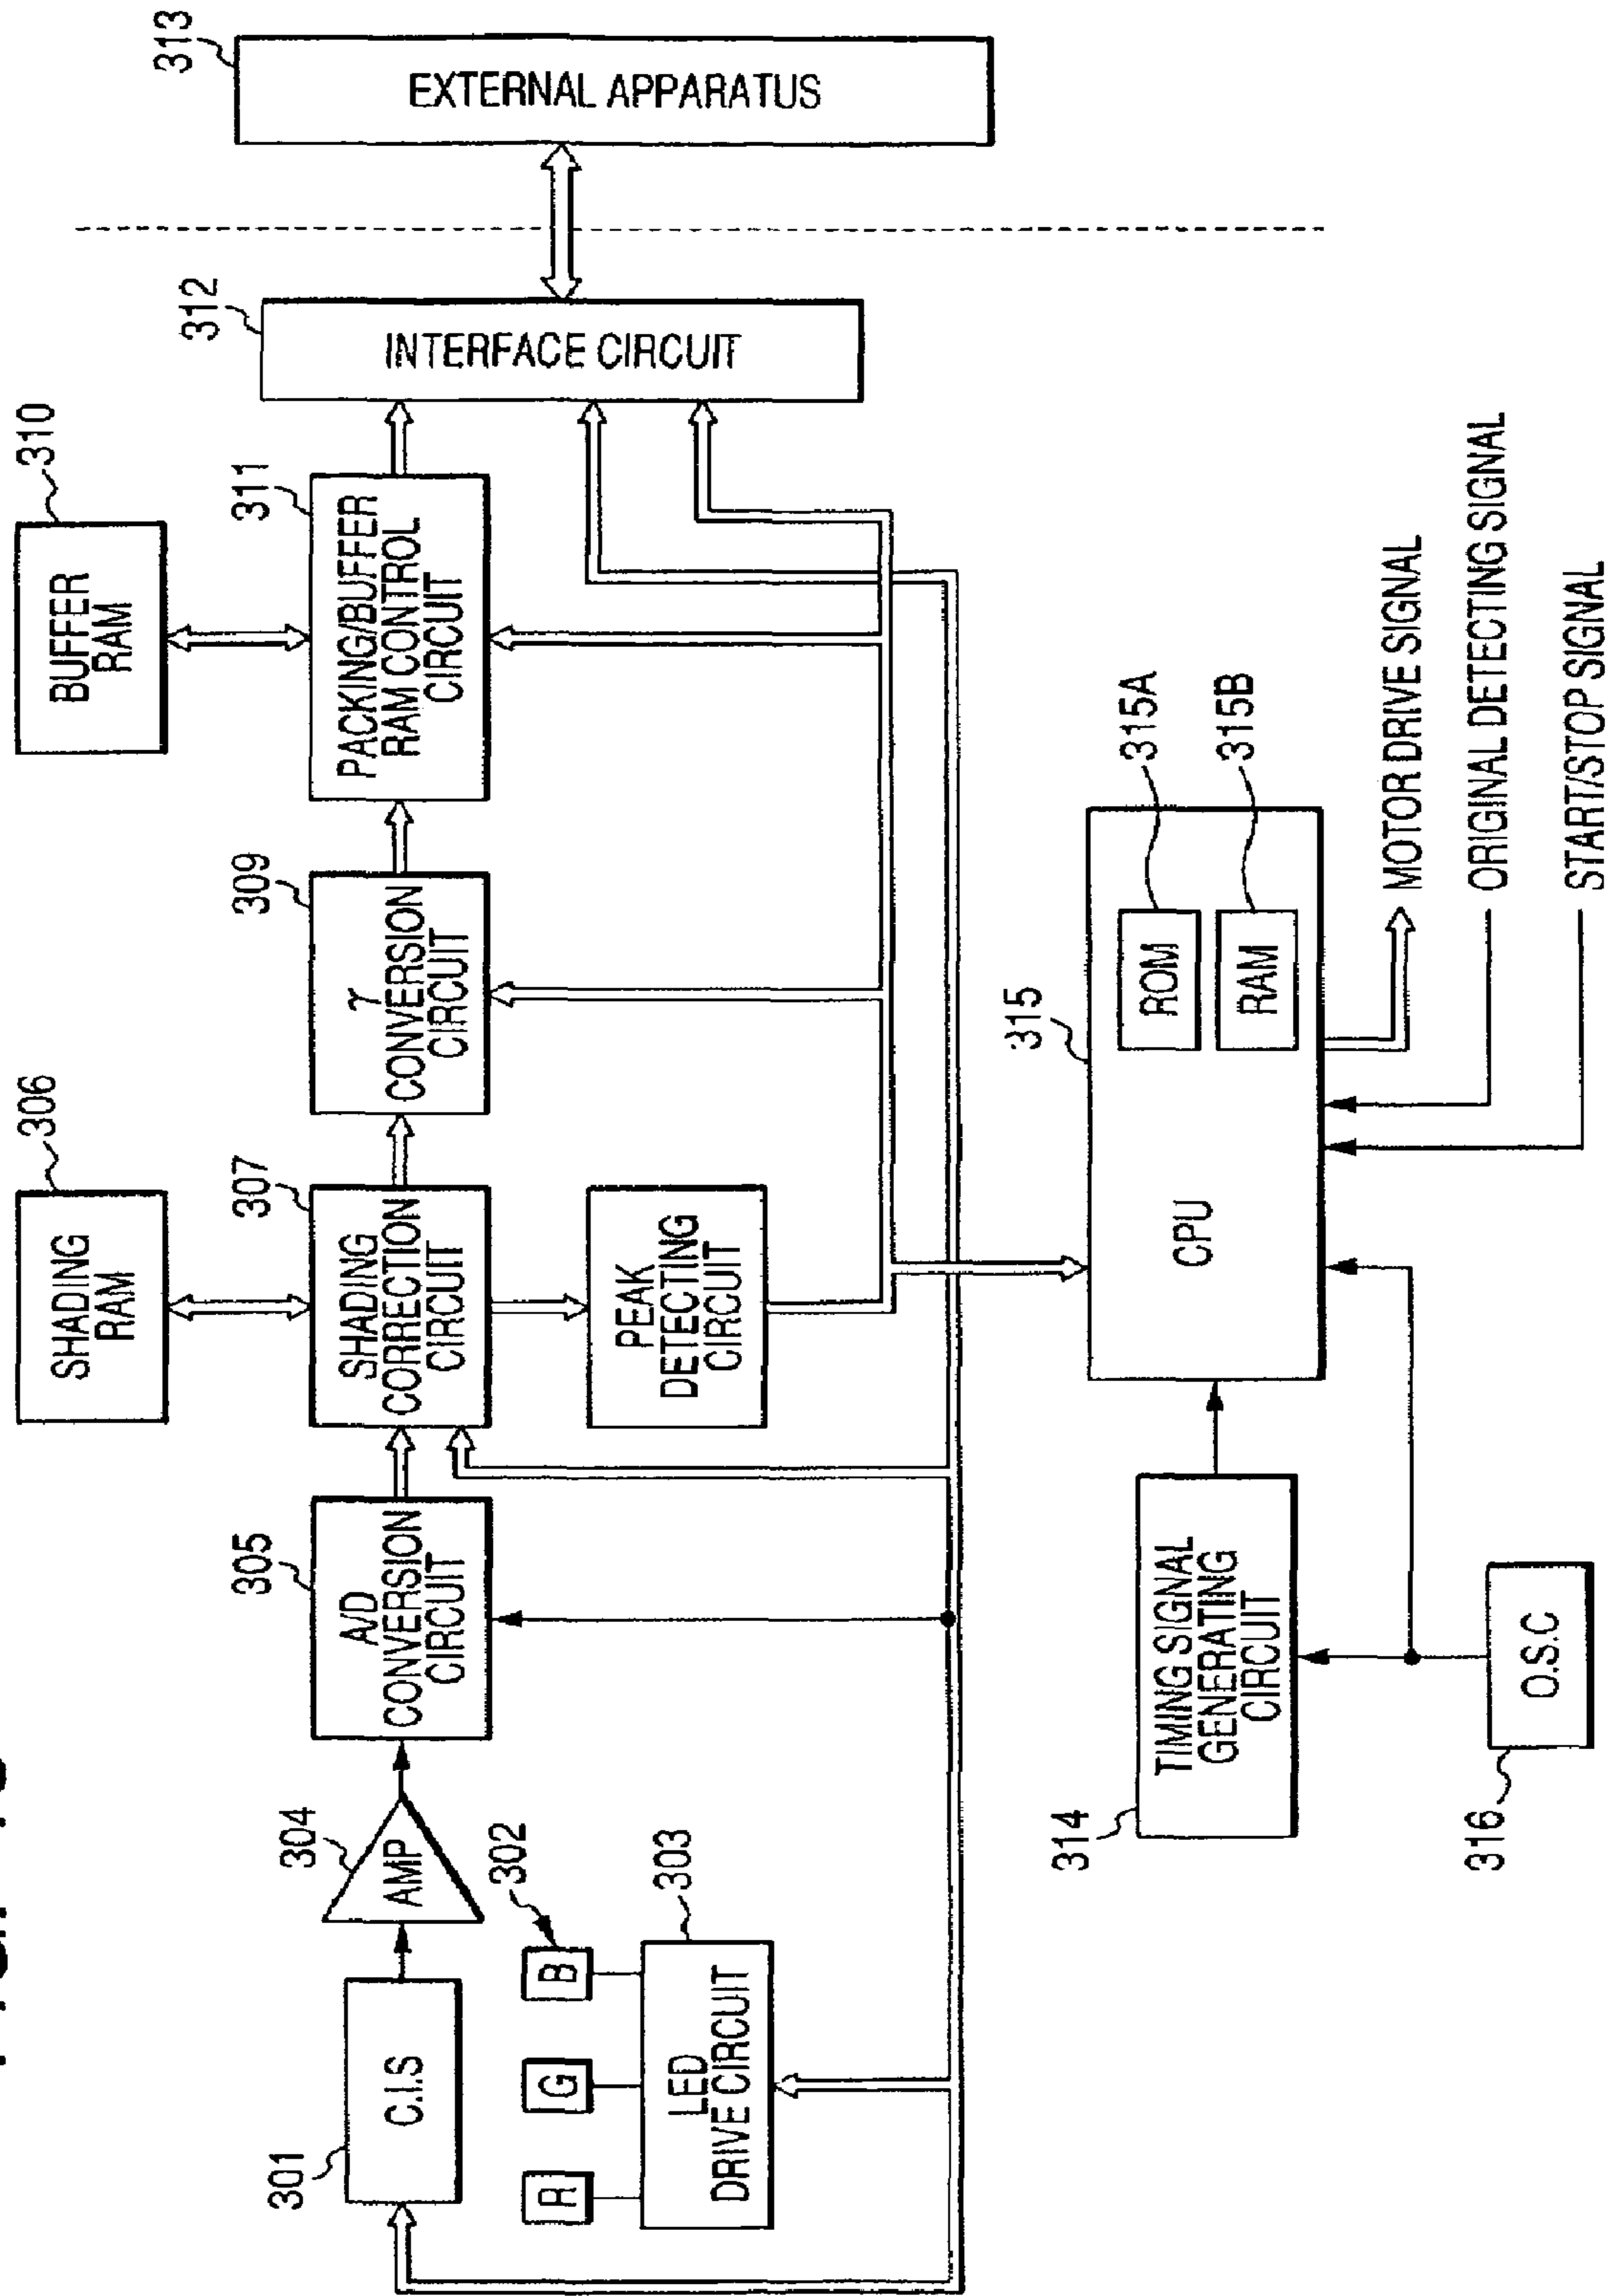 306
SHADING
RAM
310
BUFFER
RAM
301
C.I.S
304
AMP
305
A/D
CONVERSION
CIRCUIT
307
SHADING
CORRECTION
CIRCUIT
309
γ
CONVERSION
CIRCUIT
311
PACKING/BUFFER
RAM CONTROL
CIRCUIT
312
INTERFACE CIRCUIT
313
EXTERNAL APPARATUS
302
R
G
B
303
LED
DRIVE CIRCUIT
PEAK
DETECTING
CIRCUIT
314
TIMING SIGNAL
GENERATING
CIRCUIT
315
CPU
ROM
315A
RAM
315B
316
O.S.C
MOTOR DRIVE SIGNAL
ORIGINAL DETECTING SIGNAL
START/STOP SIGNAL